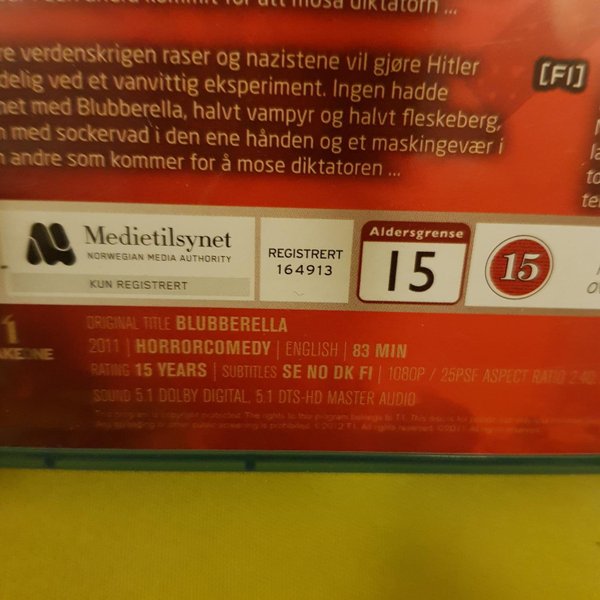 mosa diktatorn ...
re verdenskrigen raser og nazistene vil gjøre Hitler
delig ved et vanvittig eksperiment. Ingen hadde
net med Blubberella, halvt vampyr og halvt fleskeberg,
n med sockervad i den ene hånden og et maskingevær i
n andre som kommer for å mose diktatoren ...
[FI]
Medietilsynet
NORWEGIAN MEDIA AUTHORITY
KUN REGISTRERT
REGISTRERT
164913
Aldersgrense
15
15
ORIGINAL TITLE BLUBBERELLA
2011 | HORRORCOMEDY | ENGLISH | 83 MIN
RATING 15 YEARS | SUBTITLES SE NO DK FI | 1080P / 25PSF ASPECT RATIO 2.40
SOUND 5.1 DOLBY DIGITAL, 5.1 DTS-HD MASTER AUDIO